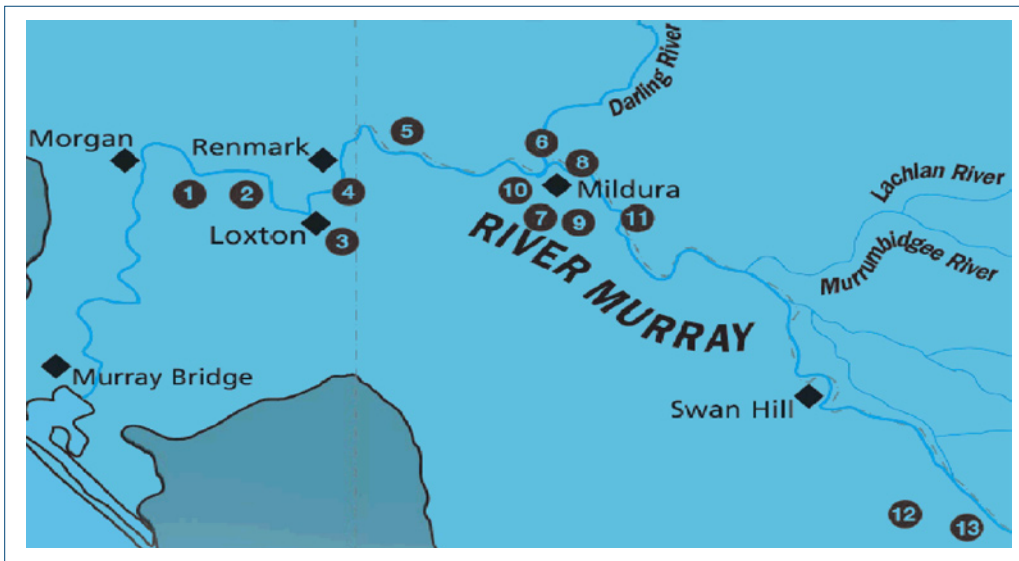 Darling River
5
6
Morgan
Renmark
8
10
Mildura
Lachlan River
1
2
4
7
9
11
Loxton
3
Murrumbidgee River
RIVER MURRAY
Murray Bridge
Swan Hill
12
13